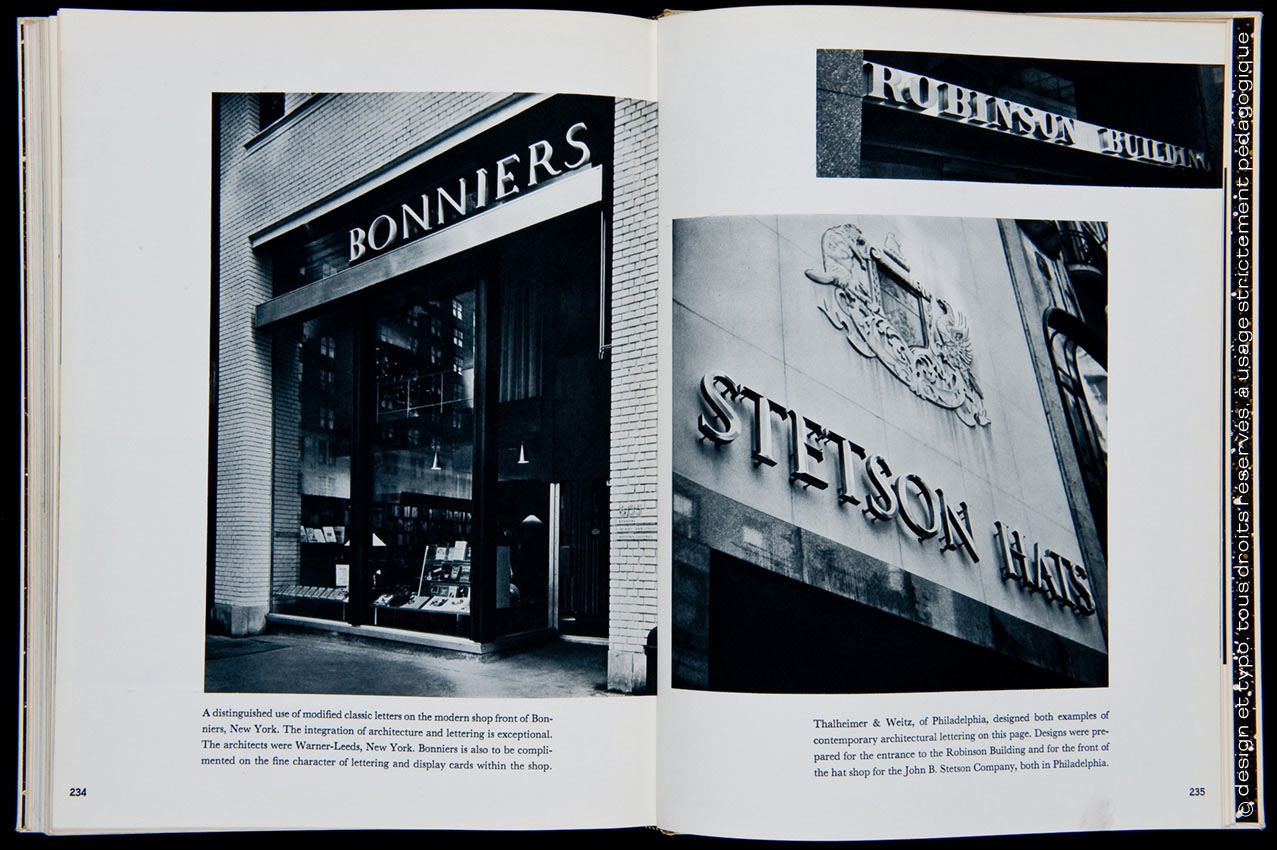 BONNIERS
A distinguished use of modified classic letters on the modern shop front of Bon-
niers, New York. The integration of architecture and lettering is exceptional.
The architects were Warner-Leeds, New York. Bonniers is also to be compli-
mented on the fine character of lettering and display cards within the shop.
234
ROBINSON BUILDING
STETSON HATS
Thalheimer & Weitz, of Philadelphia, designed both examples of
contemporary architectural lettering on this page. Designs were pre-
pared for the entrance to the Robinson Building and for the front of
the hat shop for the John B. Stetson Company, both in Philadelphia.
235
© design et typo. tous droits réservés, à usage strictement pédagogique.